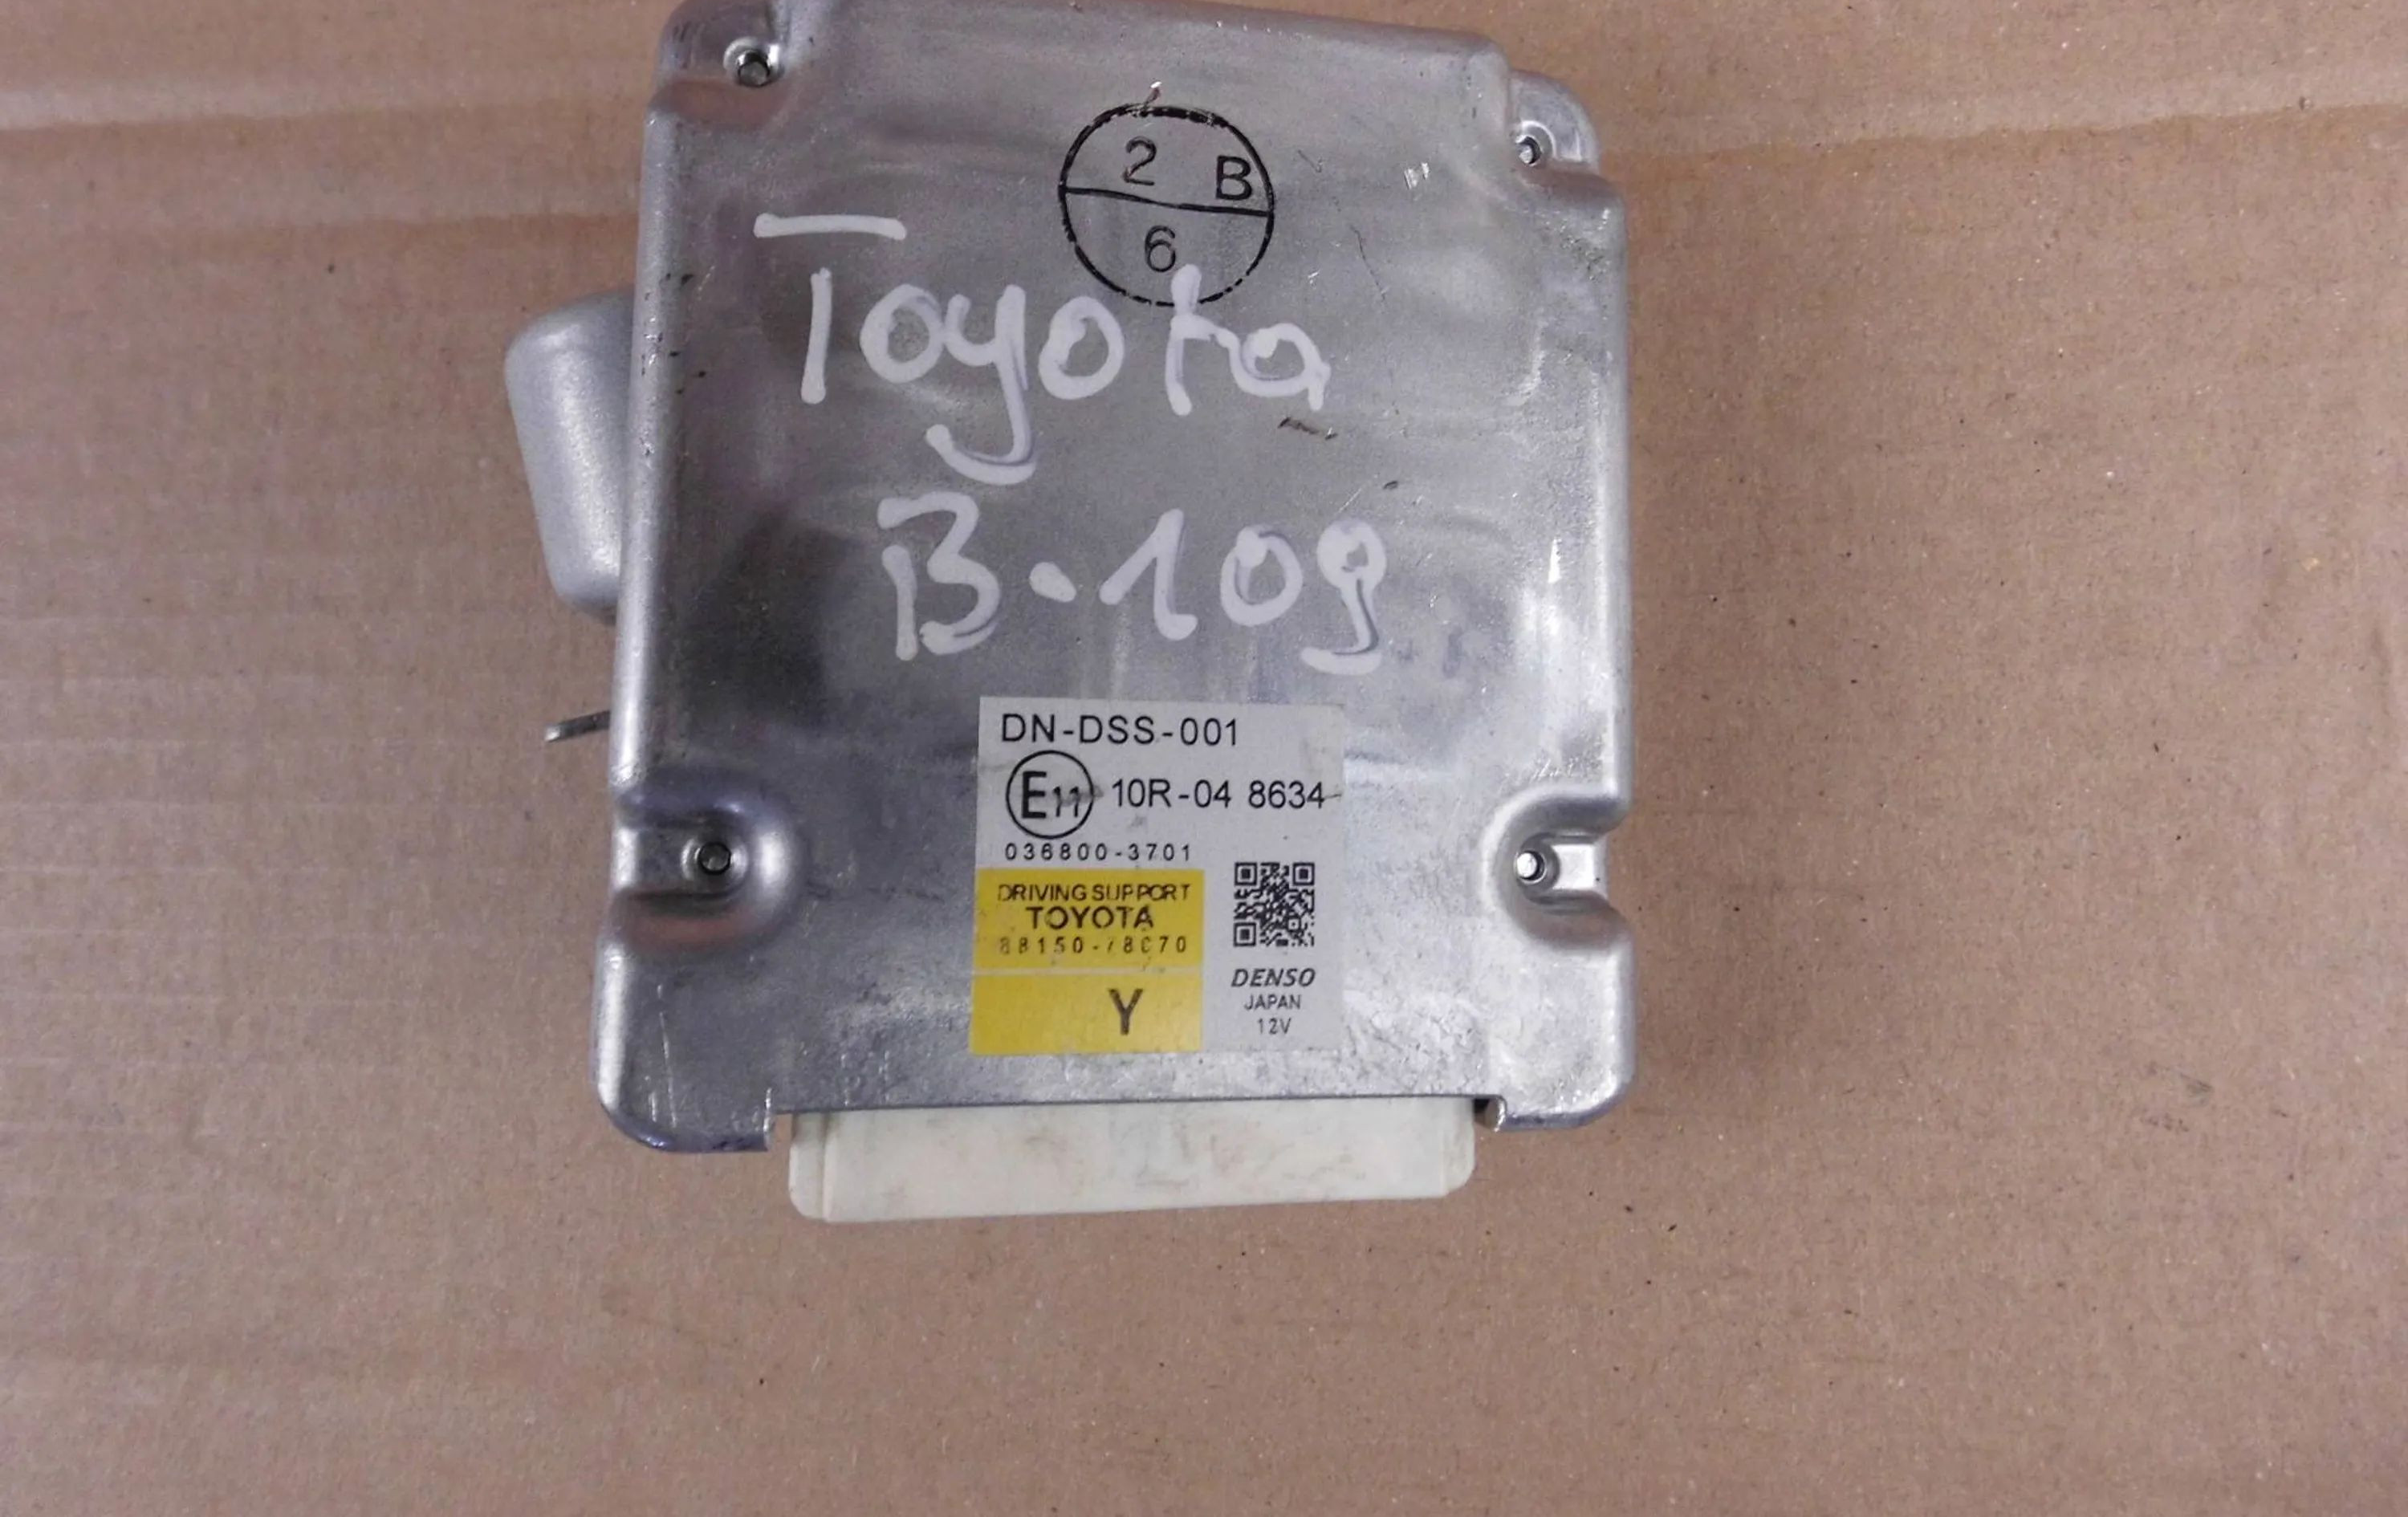 2 B
6
Toyota
B-109
DN-DSS-001
E11 10R-04 8634
036800-3701
DRIVING SUPPORT
TOYOTA
88150-78070
Y
DENSO
JAPAN
12V